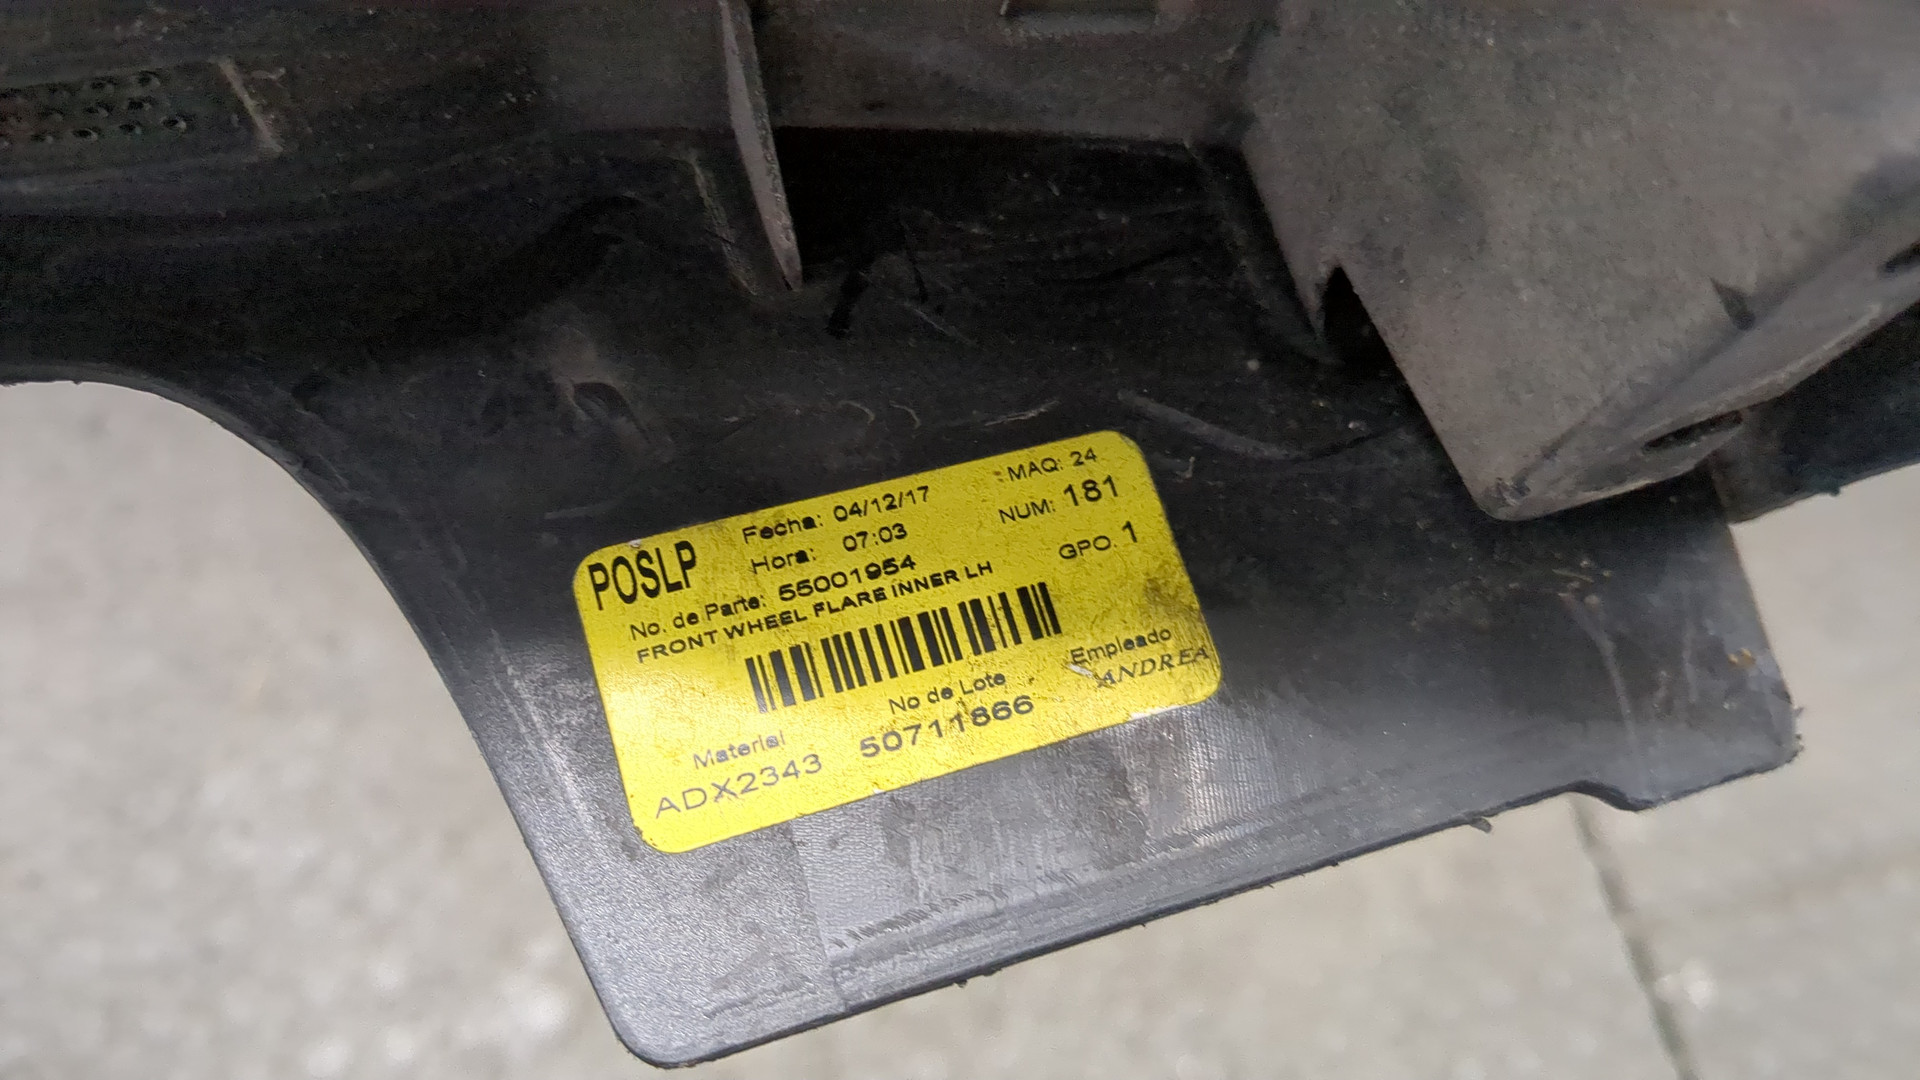 POSLP
Fecha: 04/12/17
MAQ: 24
Hora: 07:03
NUM: 181
No. de Parte: 55001954
GPO. 1
FRONT WHEEL FLARE INNER LH
Empleado
ANDREA
Material
No de Lote
ADX2343 50711866